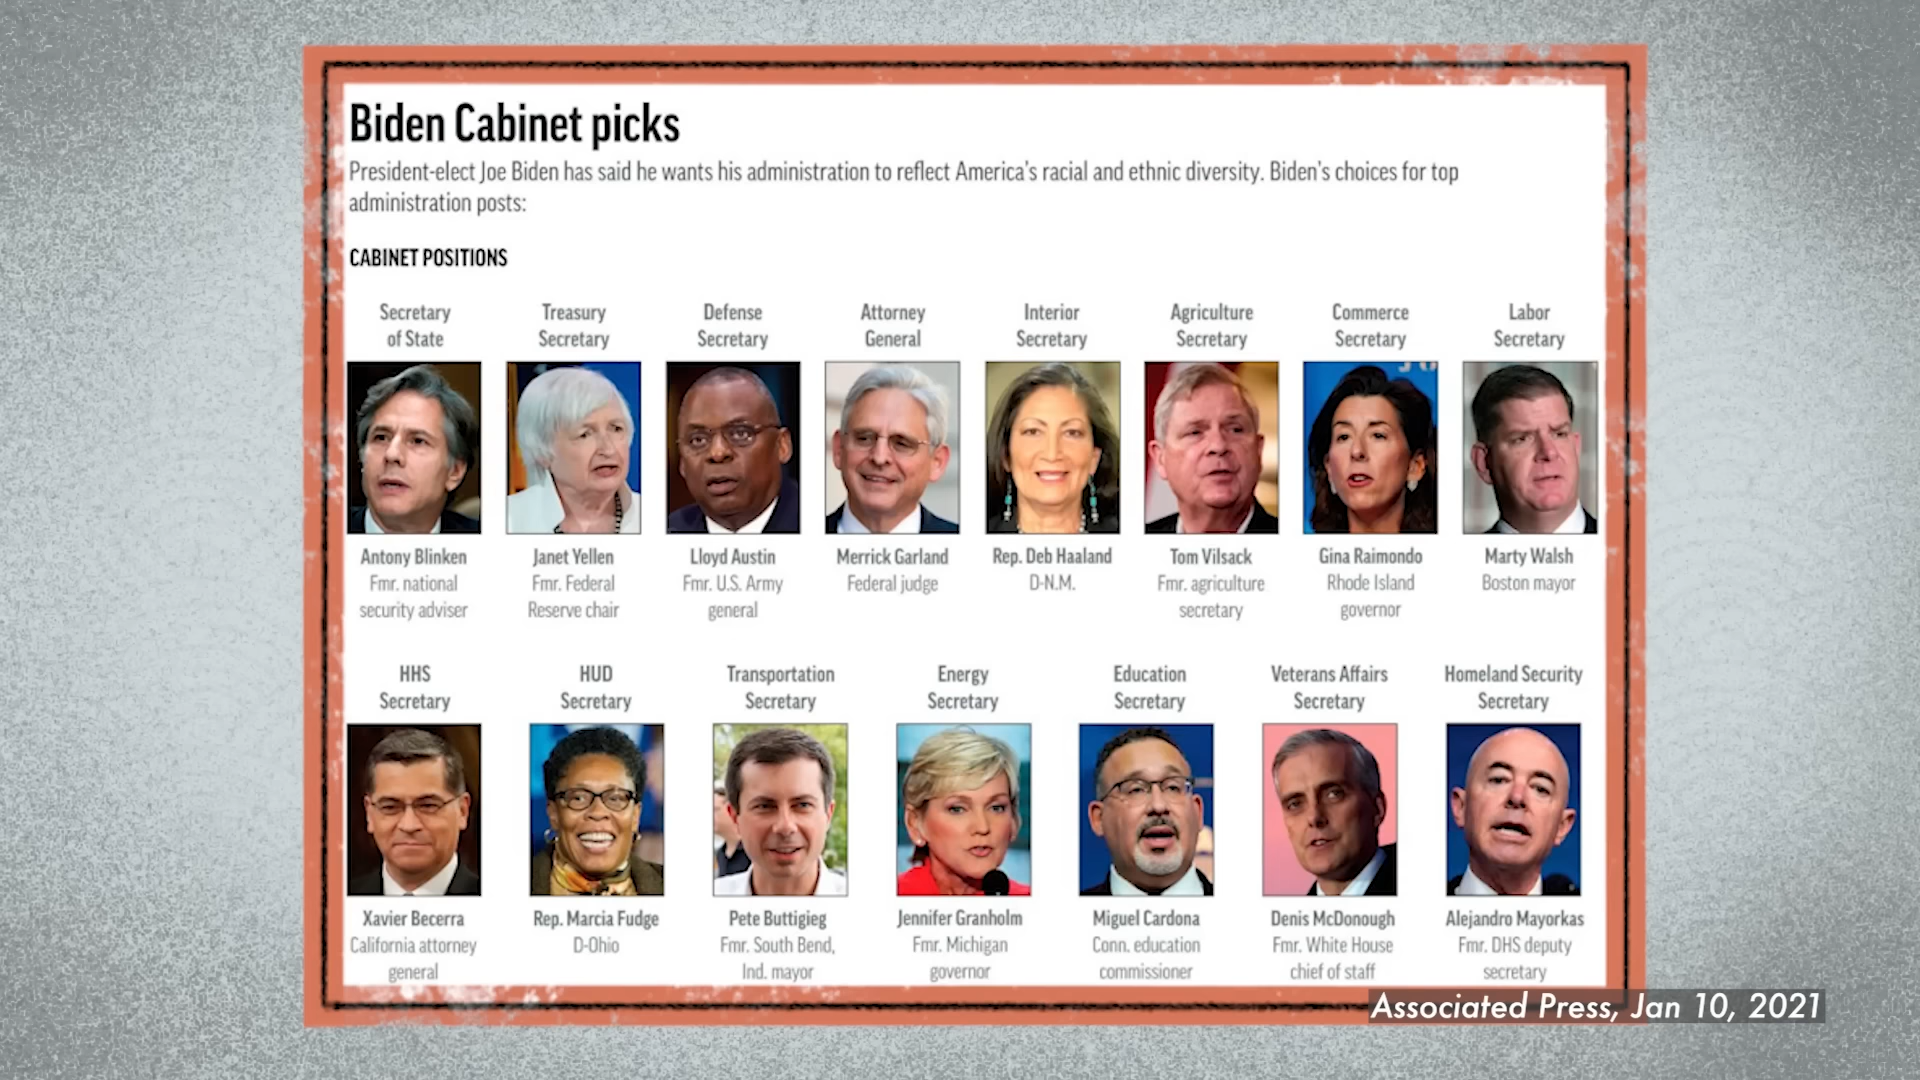 Biden Cabinet picks
President-elect Joe Biden has said he wants his administration to reflect America's racial and ethnic diversity. Biden's choices for top
administration posts:
CABINET POSITIONS
Secretary
of State
Antony Blinken
Fmr. national
security adviser
Treasury
Secretary
Janet Yellen
Fmr. Federal
Reserve chair
Defense
Secretary
Lloyd Austin
Fmr. U.S. Army
general
Attorney
General
Merrick Garland
Federal judge
Interior
Secretary
Rep. Deb Haaland
D-N.M.
Agriculture
Secretary
Tom Vilsack
Fmr. agriculture
secretary
Commerce
Secretary
Gina Raimondo
Rhode Island
governor
Labor
Secretary
Marty Walsh
Boston mayor
HHS
Secretary
Xavier Becerra
California attorney
general
HUD
Secretary
Rep. Marcia Fudge
D-Ohio
Transportation
Secretary
Pete Buttigieg
Fmr. South Bend,
Ind. mayor
Energy
Secretary
Jennifer Granholm
Fmr. Michigan
governor
Education
Secretary
Miguel Cardona
Conn. education
commissioner
Veterans Affairs
Secretary
Denis McDonough
Fmr. White House
chief of staff
Homeland Security
Secretary
Alejandro Mayorkas
Fmr. DHS deputy
secretary
Associated Press, Jan 10, 2021